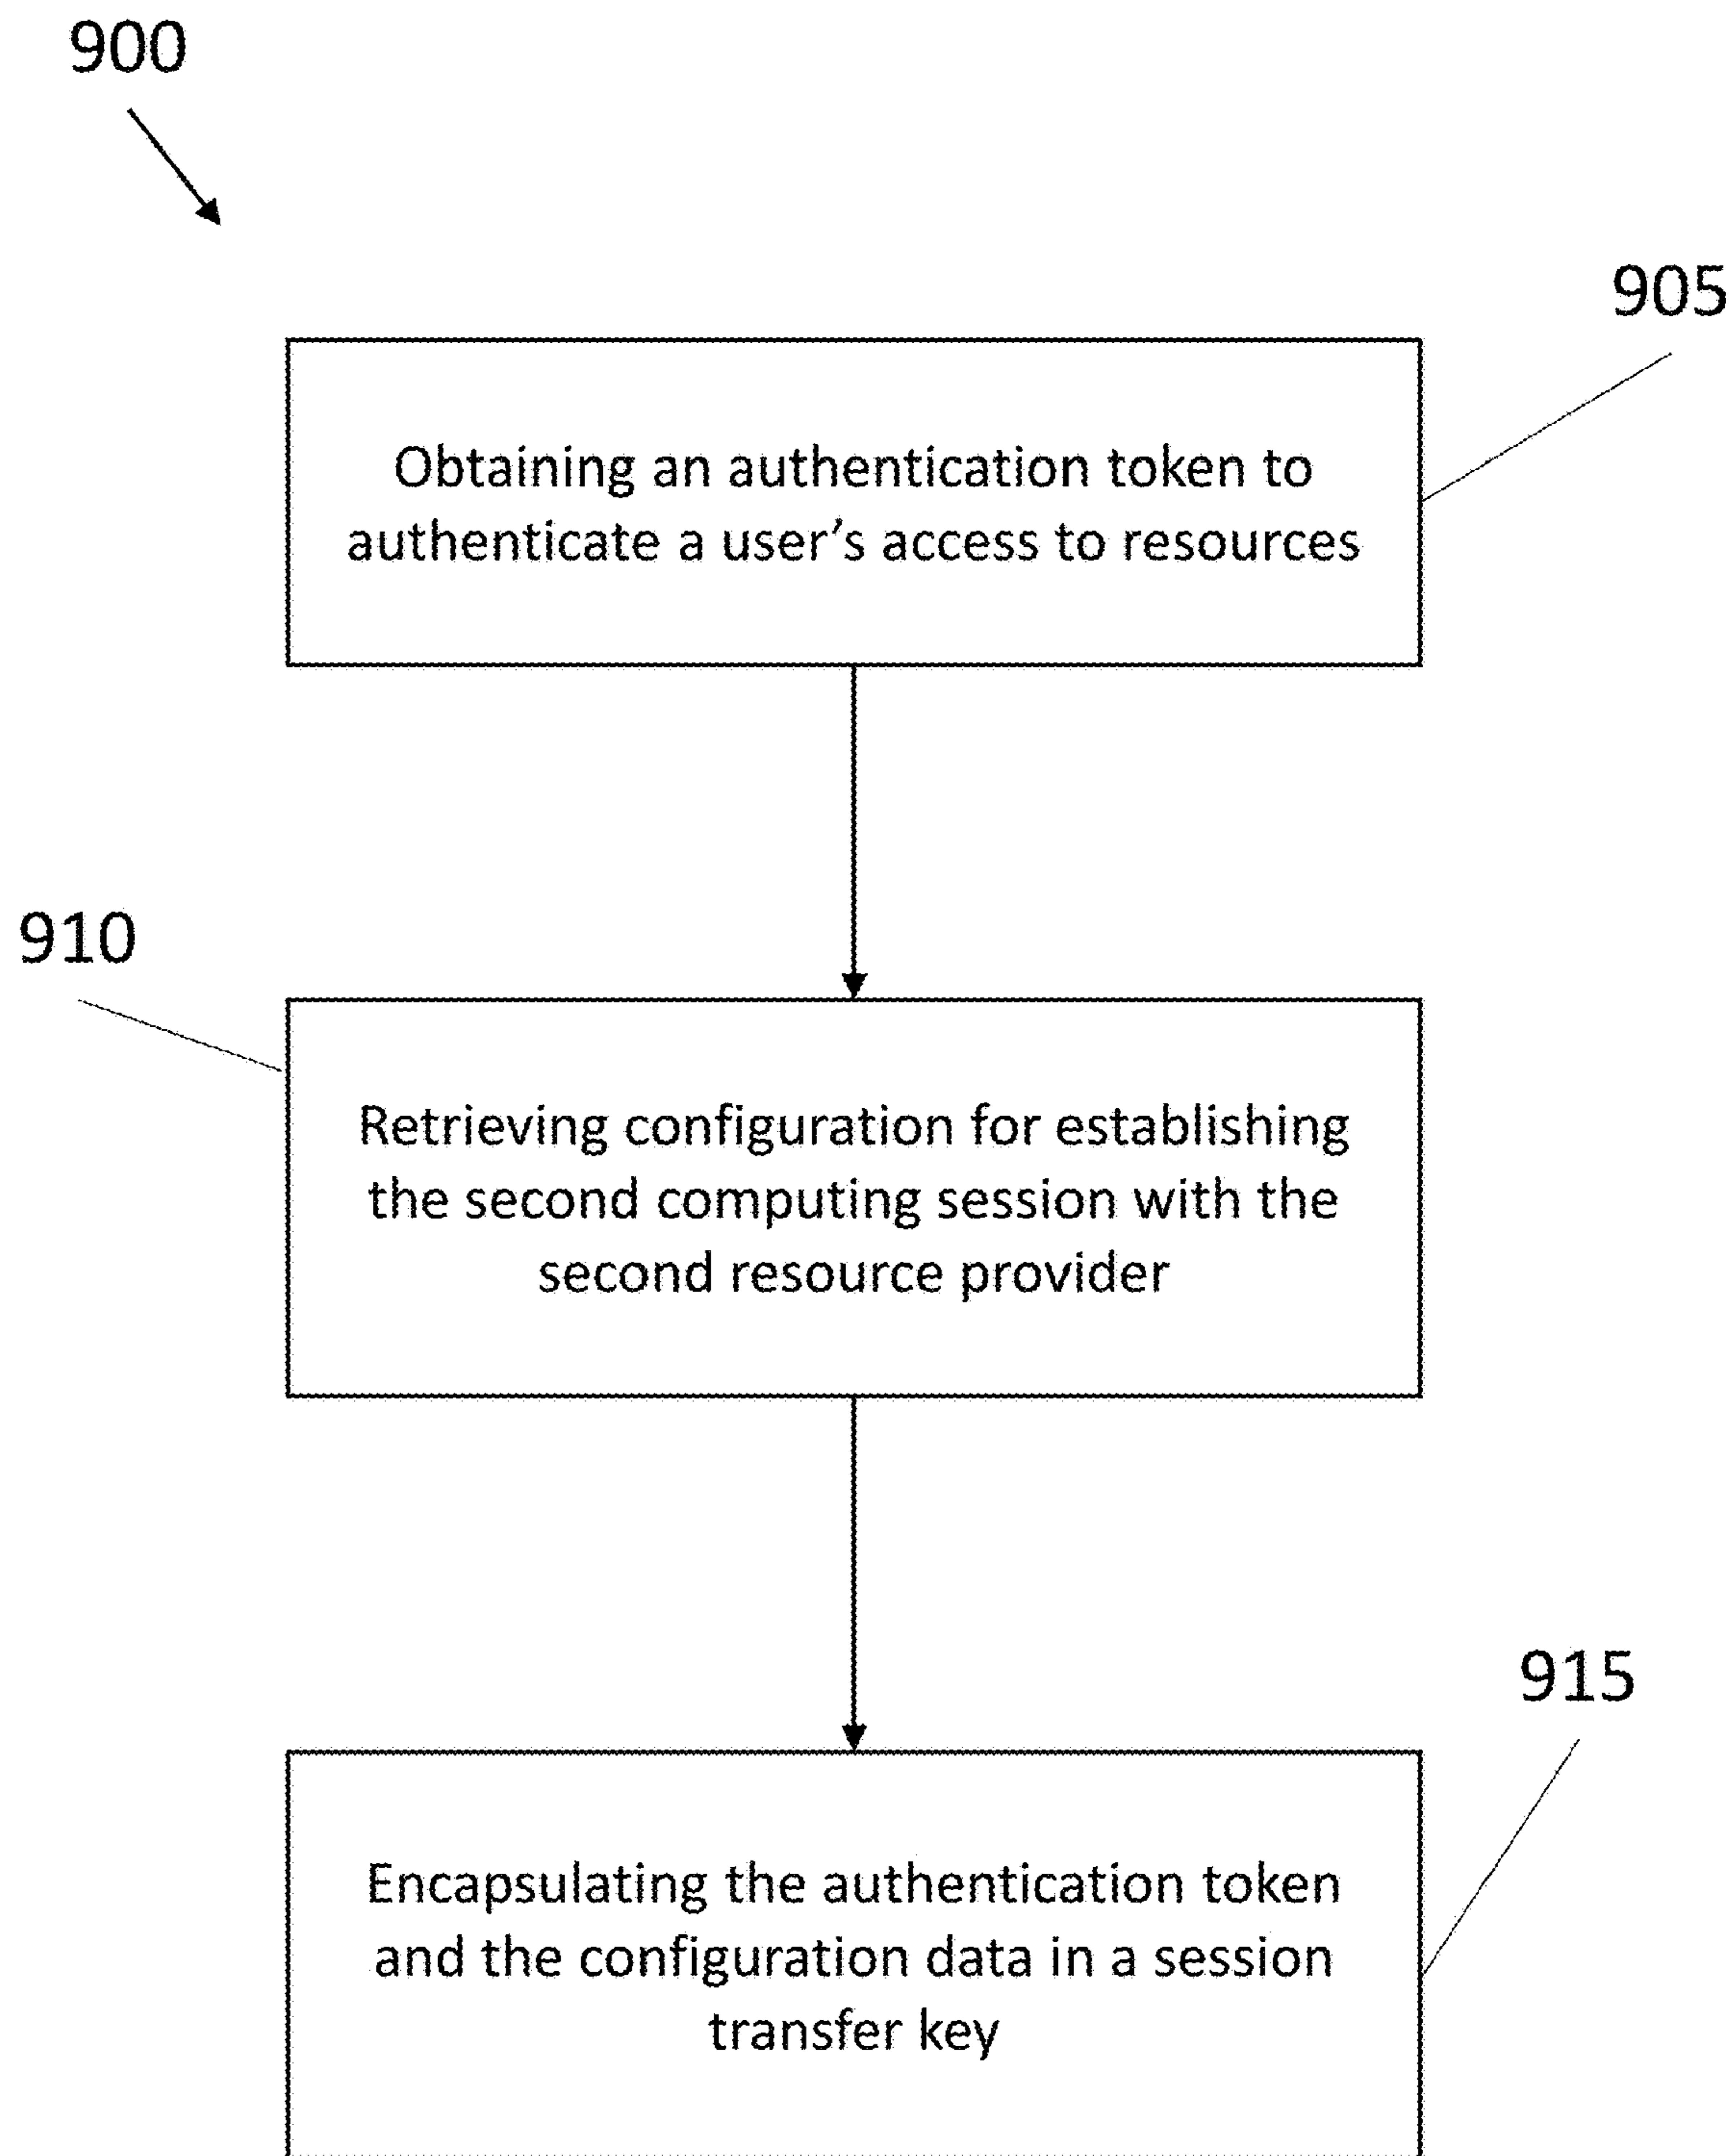 900
905
Obtaining an authentication token to
authenticate a user’s access to resources
910
Retrieving configuration for establishing
the second computing session with the
second resource provider
915
Encapsulating the authentication token
and the configuration data in a session
transfer key